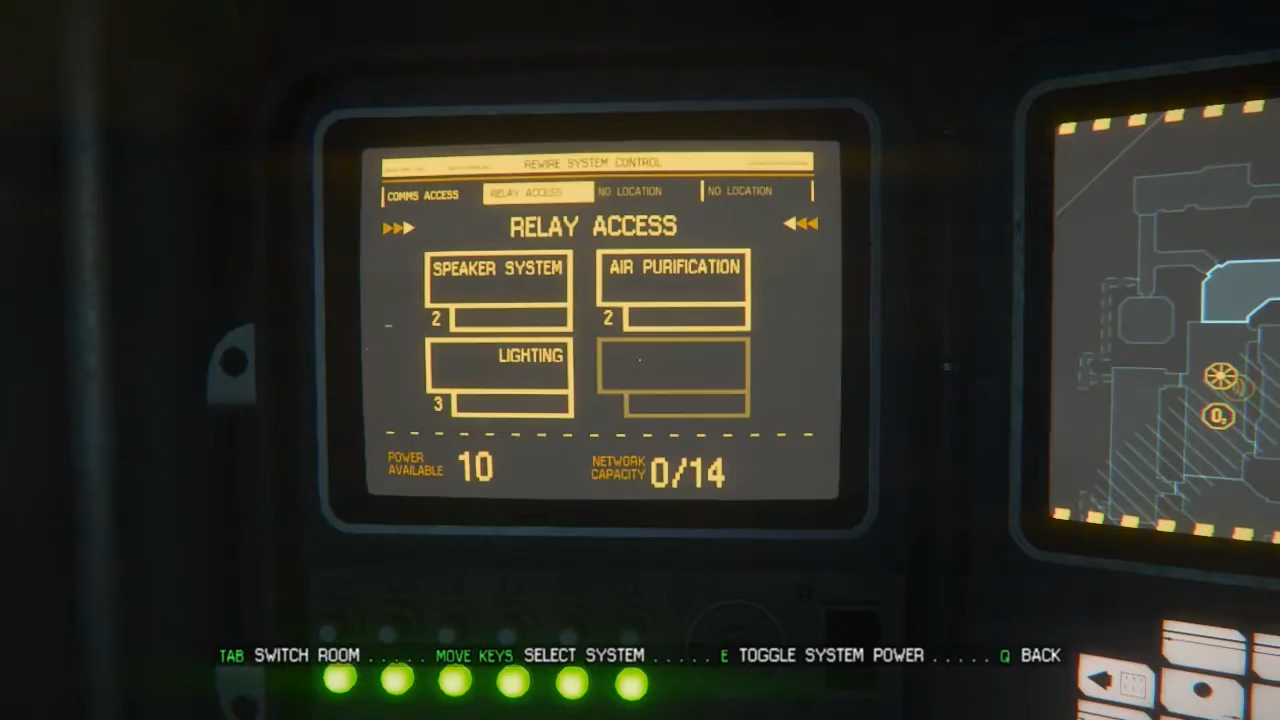 REWIRE SYSTEM CONTROL
COMMS ACCESS RELAY ACCESS NO LOCATION NO LOCATION
RELAY ACCESS
SPEAKER SYSTEM AIR PURIFICATION
2 2
LIGHTING
3
POWER AVAILABLE 10 NETWORK CAPACITY 0/14
O₂
TAB SWITCH ROOM ..... MOVE KEYS SELECT SYSTEM ..... E TOGGLE SYSTEM POWER ..... Q BACK